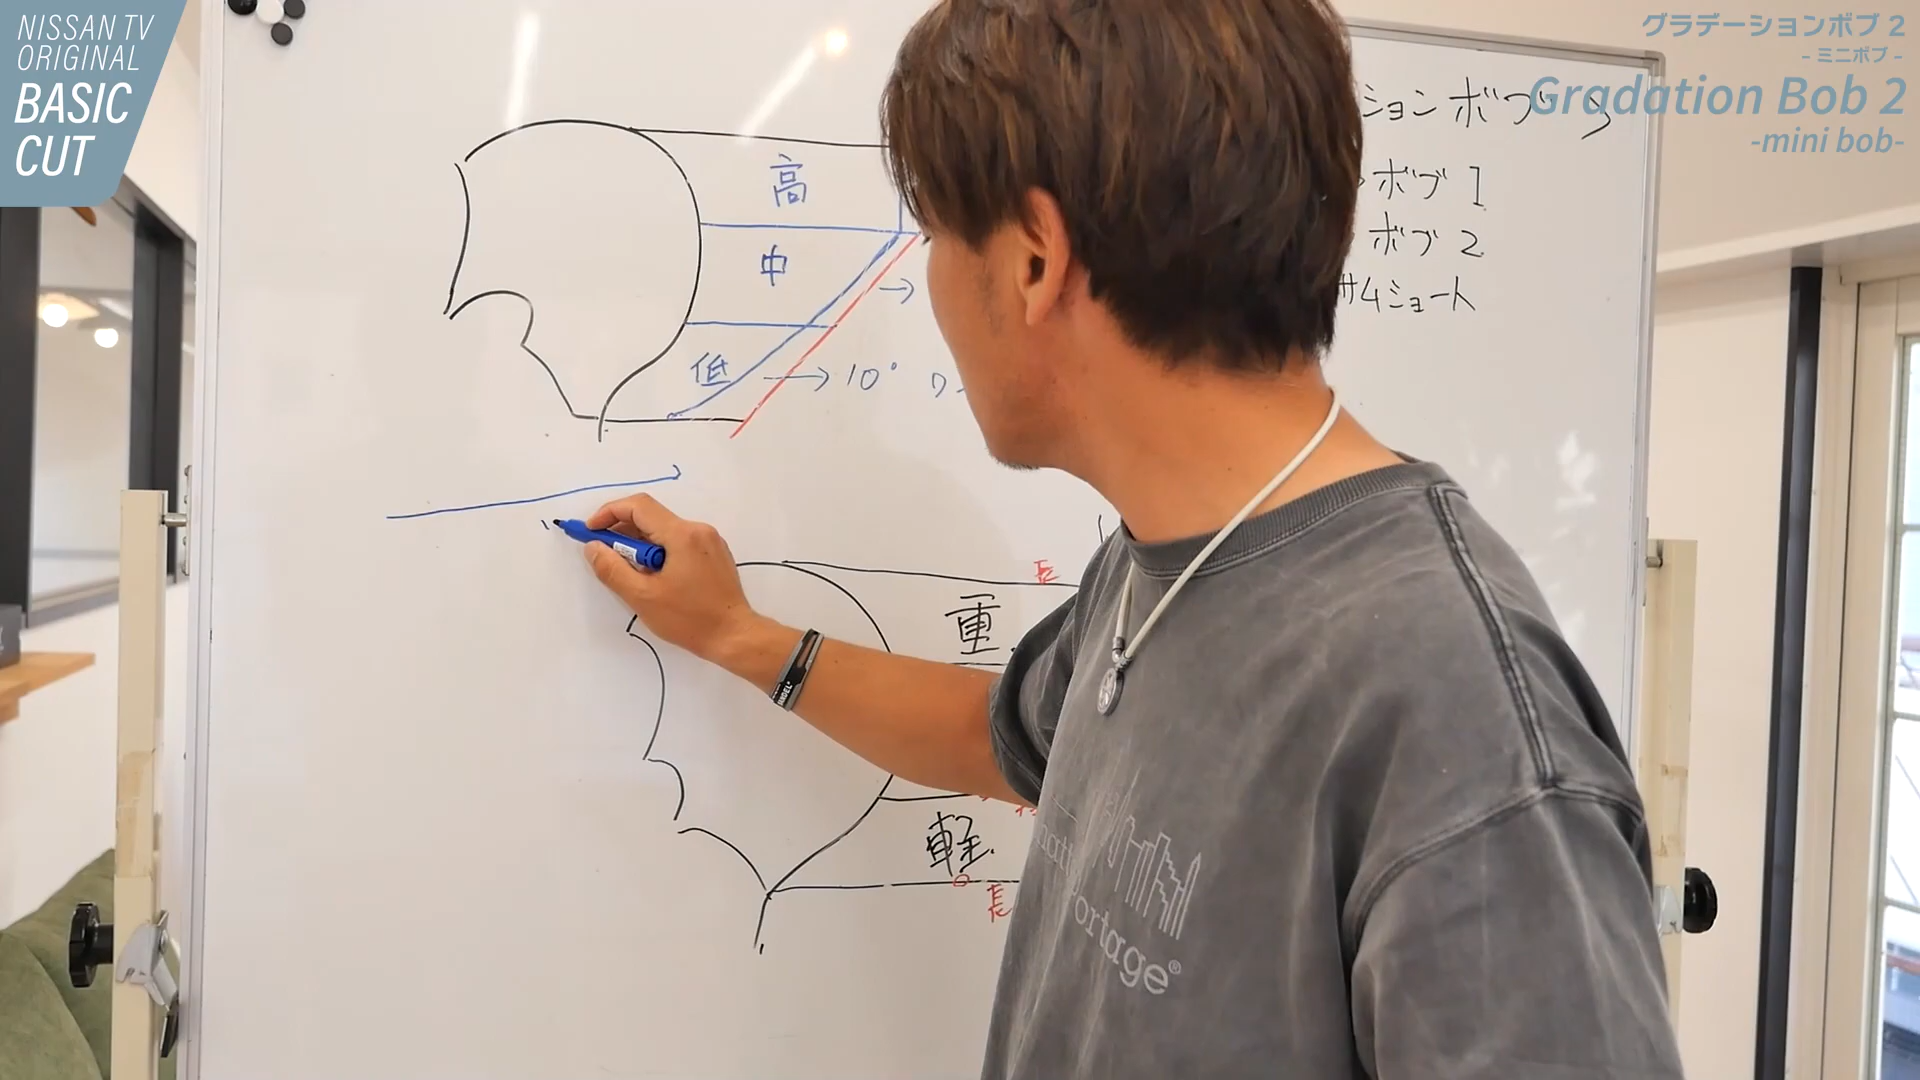 NISSAN TV
ORIGINAL
BASIC
CUT
グラデーションボブ 2
- ミニボブ -
Gradation Bob 2
-mini bob-
ションボブ
ボブ 1
ボブ 2
サムショート
高
中
低
→ 10°
長
重
軽
長
ortage®